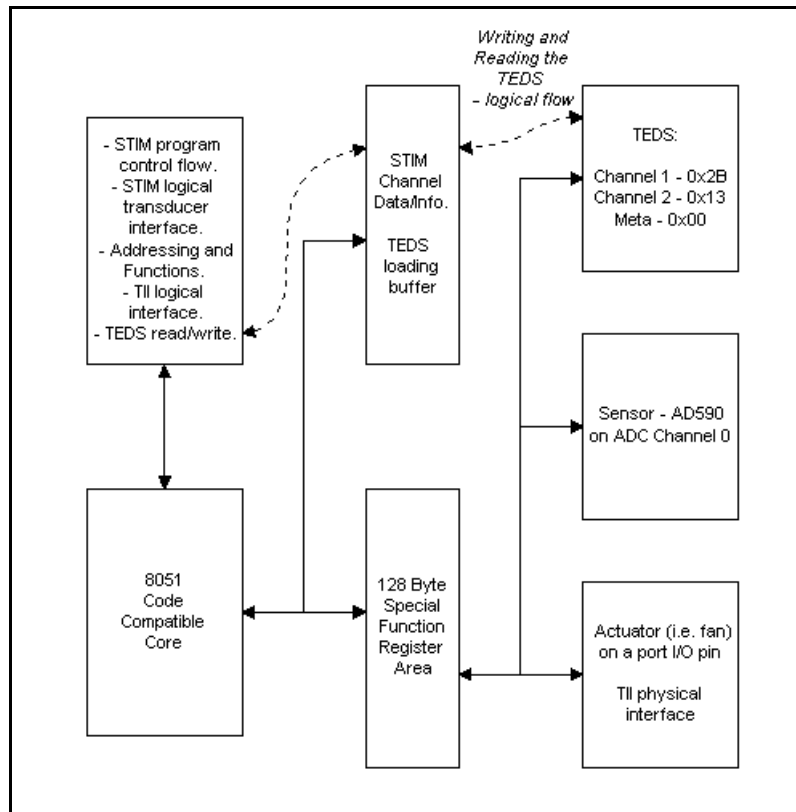 Writing and
Reading the
TEDS
- logical flow
- STIM program
control flow.
- STIM logical
transducer
interface.
- Addressing and
Functions.
- TII logical
interface.
- TEDS read/write.
STIM
Channel
Data/Info.
TEDS
loading
buffer
TEDS:
Channel 1 - 0x2B
Channel 2 - 0x13
Meta - 0x00
Sensor - AD590
on ADC Channel 0
8051
Code
Compatible
Core
128 Byte
Special
Function
Register
Area
Actuator (i.e. fan)
on a port I/O pin
TII physical
interface